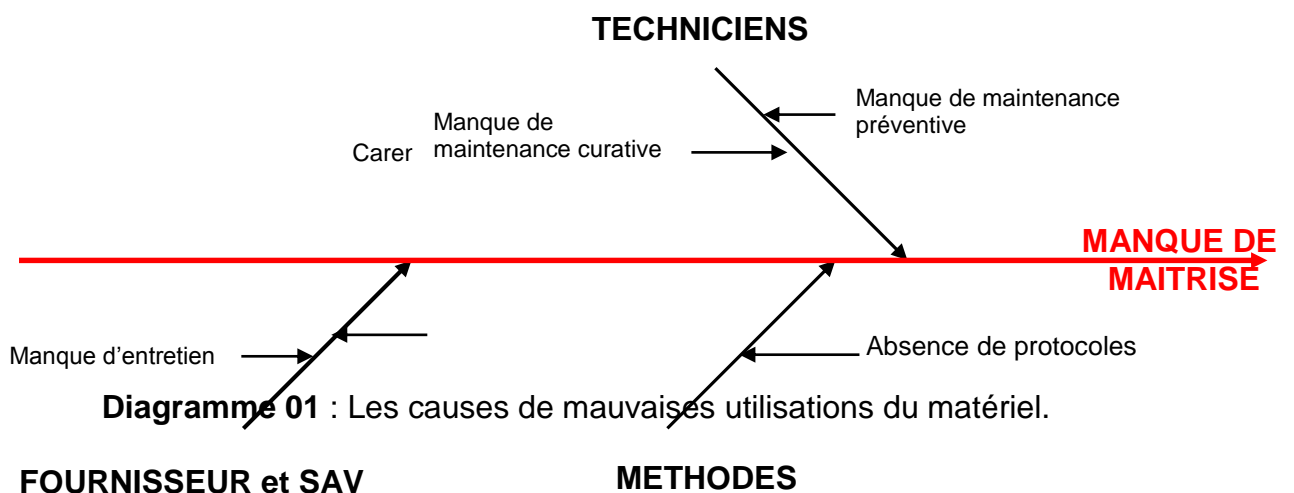 TECHNICIENS
Manque de maintenance
préventive
Manque de
Carer maintenance curative
MANQUE DE
MAITRISE
Manque d'entretien
Absence de protocoles
Diagramme 01 : Les causes de mauvaises utilisations du matériel.
FOURNISSEUR et SAV
METHODES